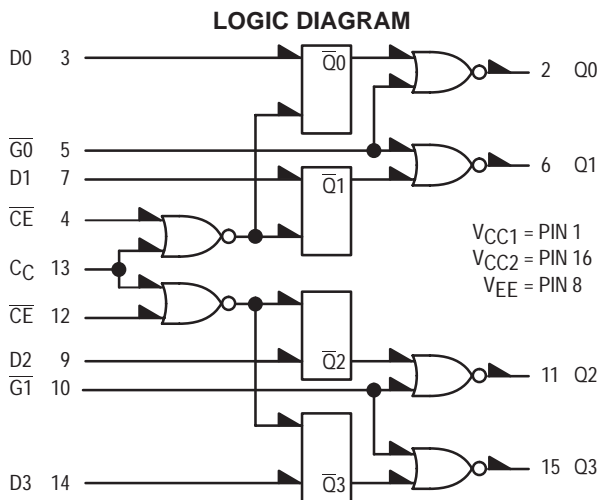 LOGIC DIAGRAM
D0 3 Q̅0 2 Q0
G̅0̅ 5
D1 7 Q̅1 6 Q1
C̅E̅ 4
CC 13
C̅E̅ 12
VCC1 = PIN 1
VCC2 = PIN 16
VEE = PIN 8
D2 9 Q̅2 11 Q2
G̅1̅ 10
D3 14 Q̅3 15 Q3